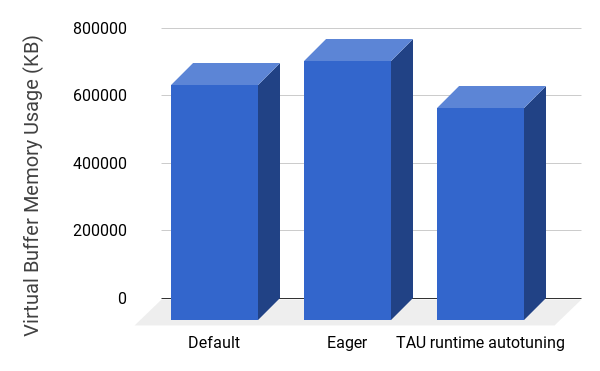 Virtual Buffer Memory Usage (KB)
800000
600000
400000
200000
0
Default
Eager
TAU runtime autotuning